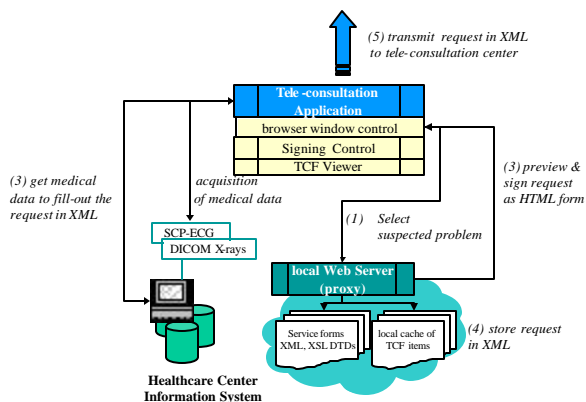 (5) transmit request in XML
to tele-consultation center
Tele -consultation
Application
browser window control
Signing Control
TCF Viewer
(3) get medical
data to fill-out the
request in XML
acquisition
of medical data
(3) preview &
sign request
as HTML form
(1) Select
suspected problem
SCP-ECG
DICOM X-rays
local Web Server
(proxy)
Service forms
XML, XSL DTDs
local cache of
TCF items
(4) store request
in XML
Healthcare Center
Information System